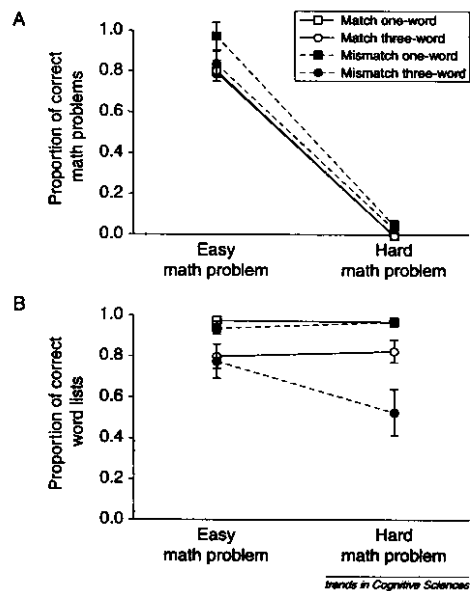 A
Match one-word
Match three-word
Mismatch one-word
Mismatch three-word
Proportion of correct
math problems
1.0
0.8
0.6
0.4
0.2
0.0
Easy
math problem
Hard
math problem
B
Proportion of correct
word lists
1.0
0.8
0.6
0.4
0.2
0.0
Easy
math problem
Hard
math problem
trends in Cognitive Sciences